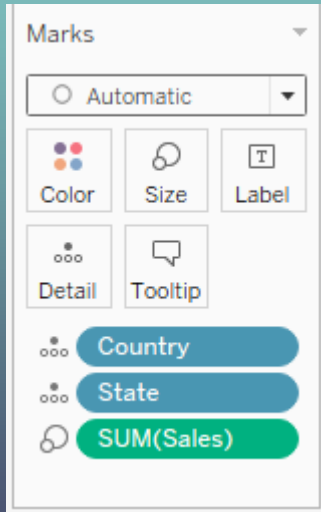 Marks
Automatic
Color Size Label
Detail Tooltip
Country
State
SUM(Sales)